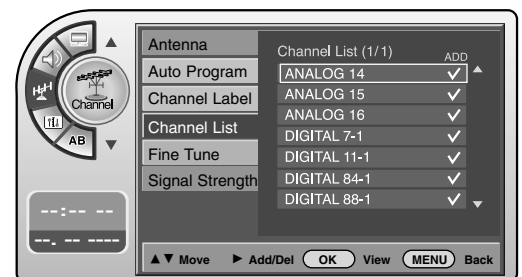 Channel
AB
--:-- --
--. -- ----
Antenna
Auto Program
Channel Label
Channel List
Fine Tune
Signal Strength
Channel List (1/1) ADD
ANALOG 14 ✓
ANALOG 15 ✓
ANALOG 16 ✓
DIGITAL 7-1 ✓
DIGITAL 11-1 ✓
DIGITAL 84-1 ✓
DIGITAL 88-1 ✓
▲▼ Move ► Add/Del OK View MENU Back